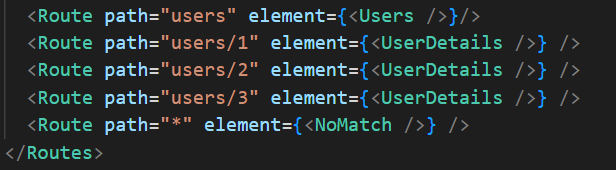 <Route path="users" element={<Users />}/>
<Route path="users/1" element={<UserDetails />} />
<Route path="users/2" element={<UserDetails />} />
<Route path="users/3" element={<UserDetails />} />
<Route path="*" element={<NoMatch />} />
</Routes>